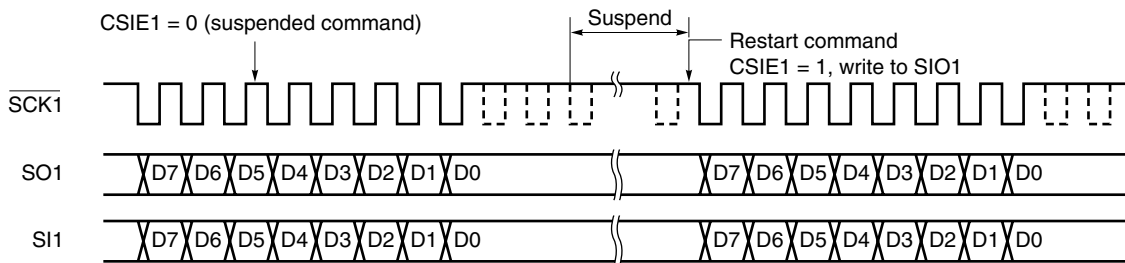 CSIE1 = 0 (suspended command)
Suspend
Restart command
CSIE1 = 1, write to SIO1
SCK1
SO1 D7 D6 D5 D4 D3 D2 D1 D0 D7 D6 D5 D4 D3 D2 D1 D0
SI1 D7 D6 D5 D4 D3 D2 D1 D0 D7 D6 D5 D4 D3 D2 D1 D0